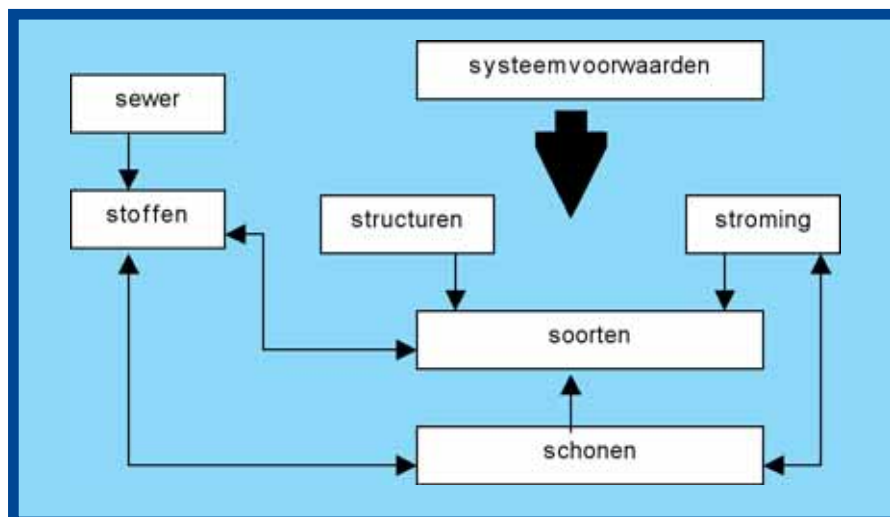 systeemvoorwaarden
sewer
stoffen
structuren
stroming
soorten
schonen